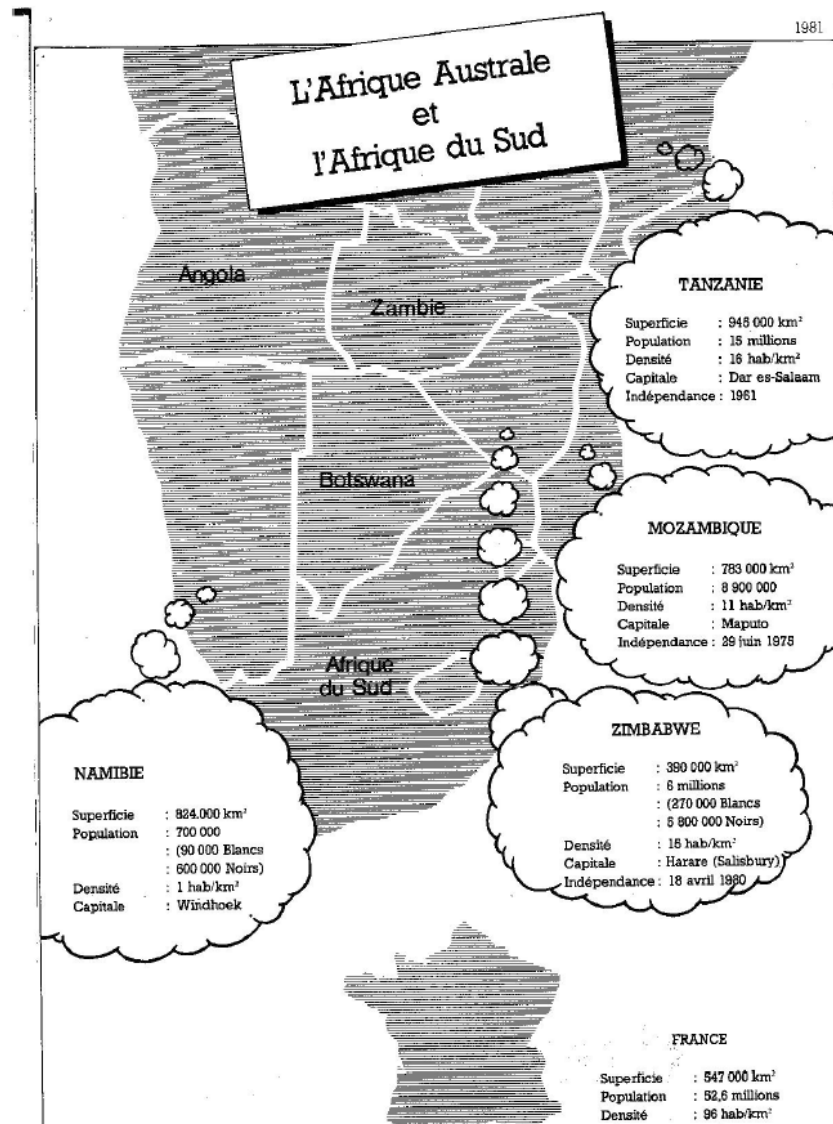 1981
L'Afrique Australe
et
l'Afrique du Sud
Angola
Zambie
Botswana
Afrique
du Sud
TANZANIE
Superficie : 945 000 km²
Population : 15 millions
Densité : 16 hab/km²
Capitale : Dar es-Salaam
Indépendance : 1961
MOZAMBIQUE
Superficie : 783 000 km²
Population : 8 900 000
Densité : 11 hab/km²
Capitale : Maputo
Indépendance : 29 juin 1975
ZIMBABWE
Superficie : 390 000 km²
Population : 6 millions
: (270 000 Blancs
: 5 800 000 Noirs)
Densité : 15 hab/km²
Capitale : Harare (Salisbury)
Indépendance : 18 avril 1980
NAMIBIE
Superficie : 824.000 km²
Population : 700 000
: (90 000 Blancs
: 600 000 Noirs)
Densité : 1 hab/km²
Capitale : Windhoek
FRANCE
Superficie : 547 000 km²
Population : 52,6 millions
Densité : 96 hab/km²